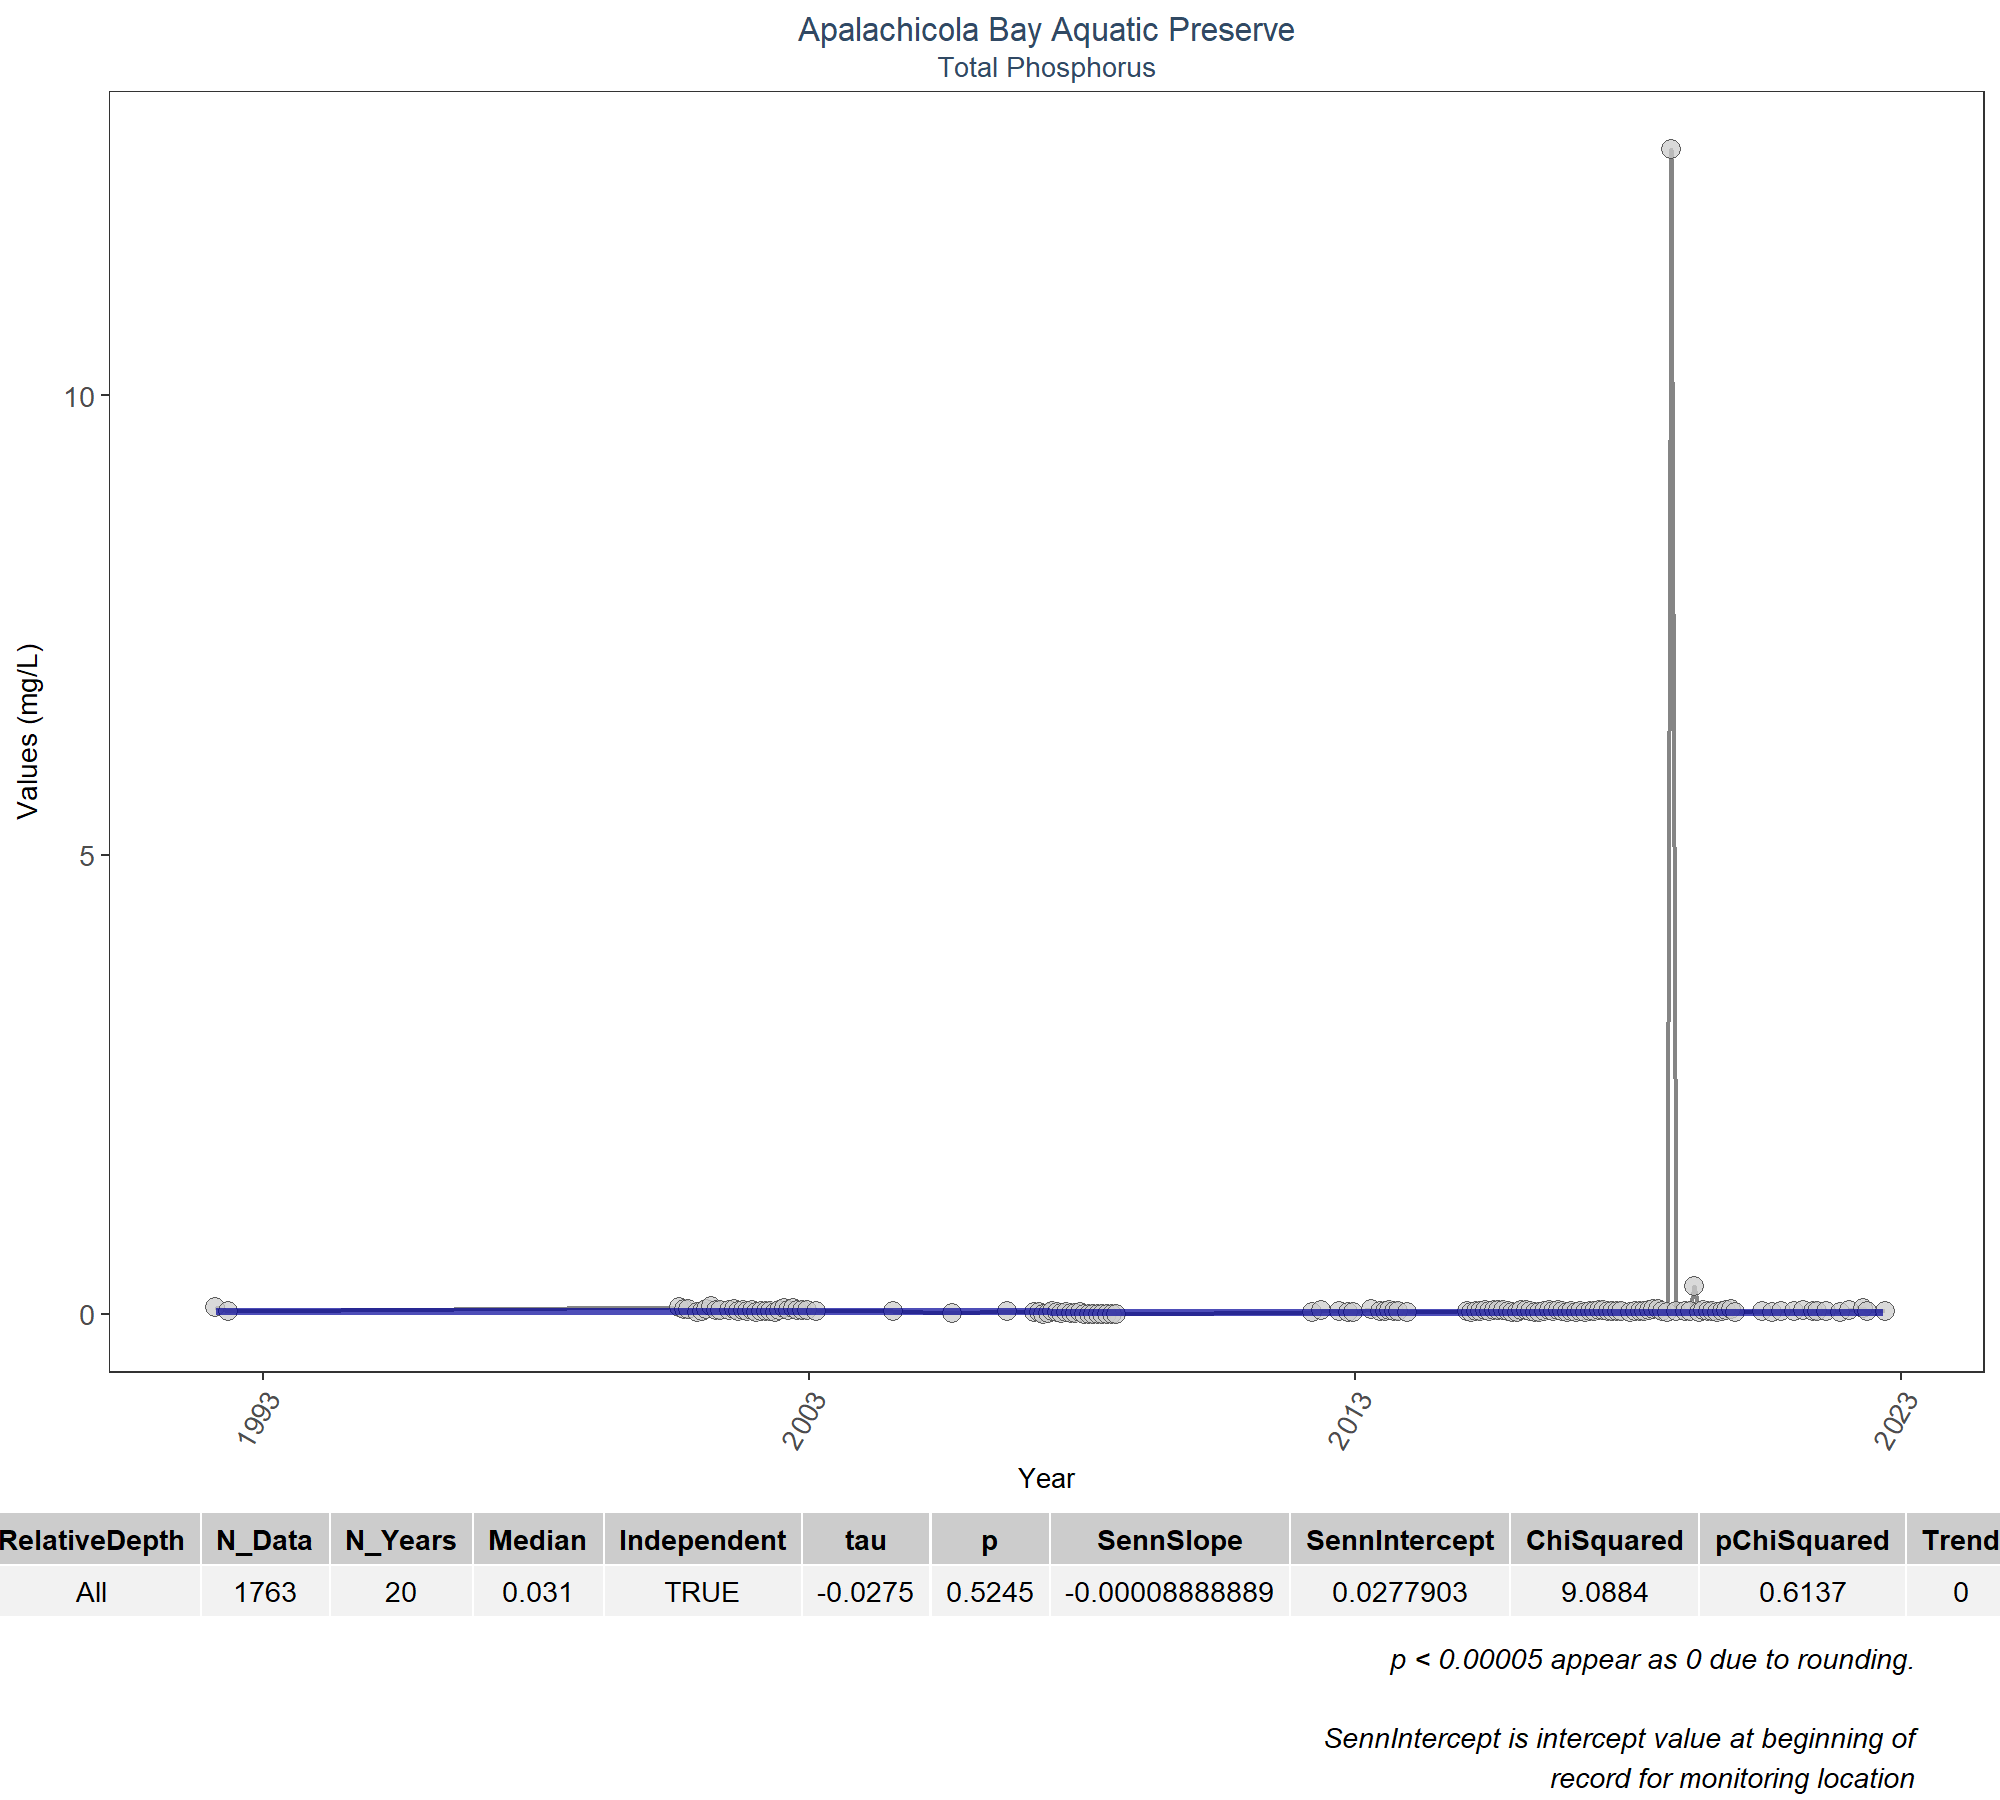 Apalachicola Bay Aquatic Preserve
Total Phosphorus
Values (mg/L)
10
5
0
1993
2003
2013
2023
Year
RelativeDepth N_Data N_Years Median Independent tau p SennSlope SennIntercept ChiSquared pChiSquared Trend
All 1763 20 0.031 TRUE -0.0275 0.5245 -0.00008888889 0.0277903 9.0884 0.6137 0
p < 0.00005 appear as 0 due to rounding.
SennIntercept is intercept value at beginning of
record for monitoring location